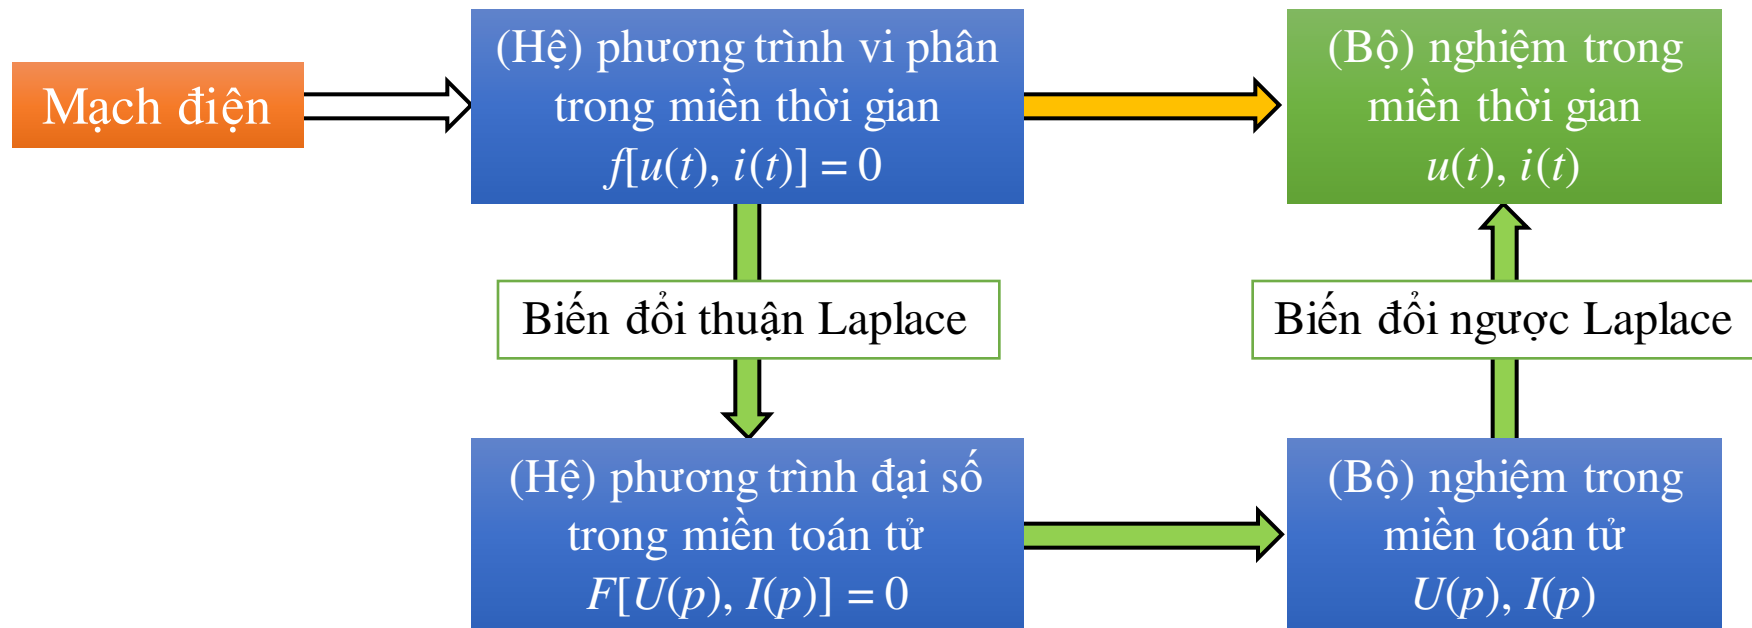 Mạch điện
(Hệ) phương trình vi phân
trong miền thời gian
f[u(t), i(t)] = 0
(Bộ) nghiệm trong
miền thời gian
u(t), i(t)
Biến đổi thuận Laplace
Biến đổi ngược Laplace
(Hệ) phương trình đại số
trong miền toán tử
F[U(p), I(p)] = 0
(Bộ) nghiệm trong
miền toán tử
U(p), I(p)